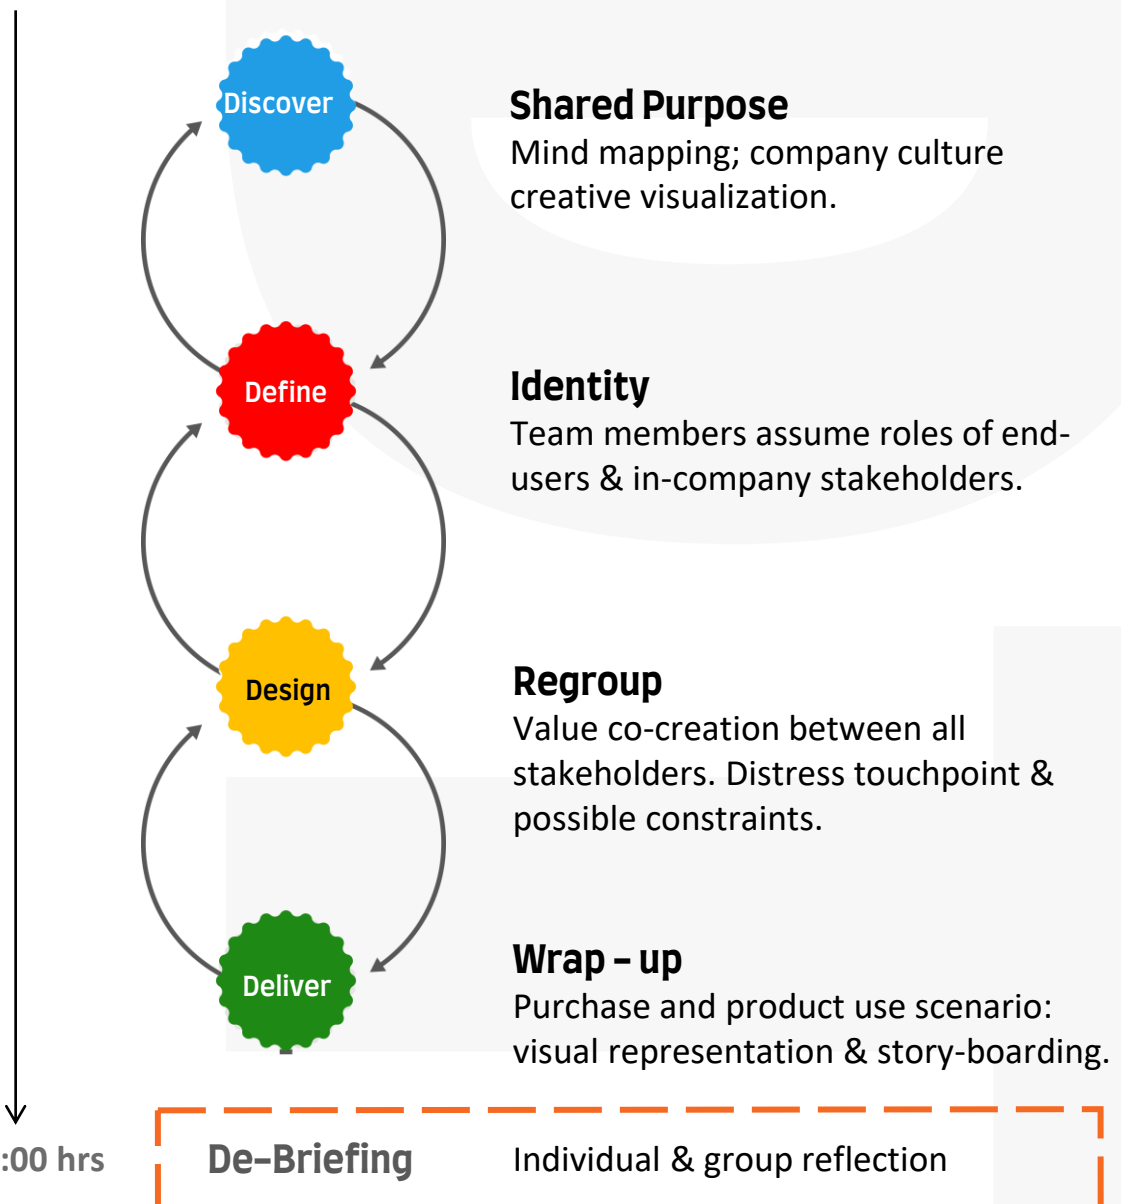 Discover
Shared Purpose
Mind mapping; company culture
creative visualization.
Define
Identity
Team members assume roles of end-
users & in-company stakeholders.
Design
Regroup
Value co-creation between all
stakeholders. Distress touchpoint &
possible constraints.
Deliver
Wrap – up
Purchase and product use scenario:
visual representation & story-boarding.
:00 hrs
De-Briefing
Individual & group reflection